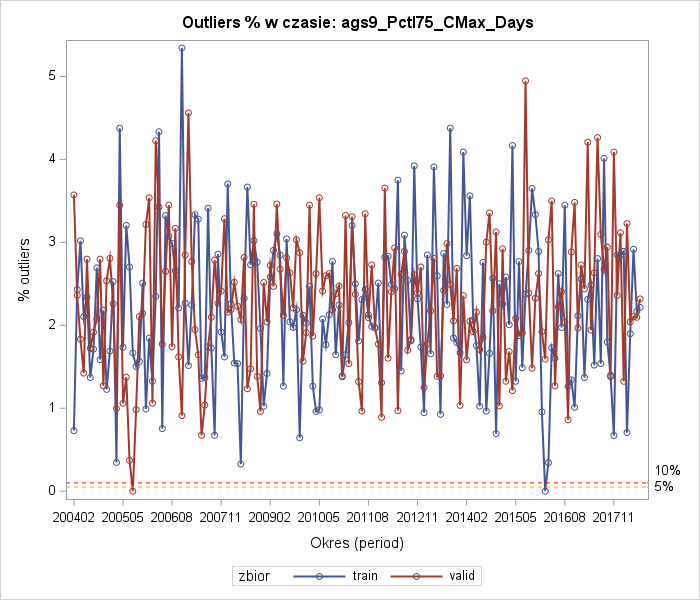 Outliers % w czasie: ags9_Pctl75_CMax_Days
% outliers
5
4
3
2
1
0
10%
5%
200402 200505 200608 200711 200902 201005 201108 201211 201402 201505 201608 201711
Okres (period)
zbior train valid